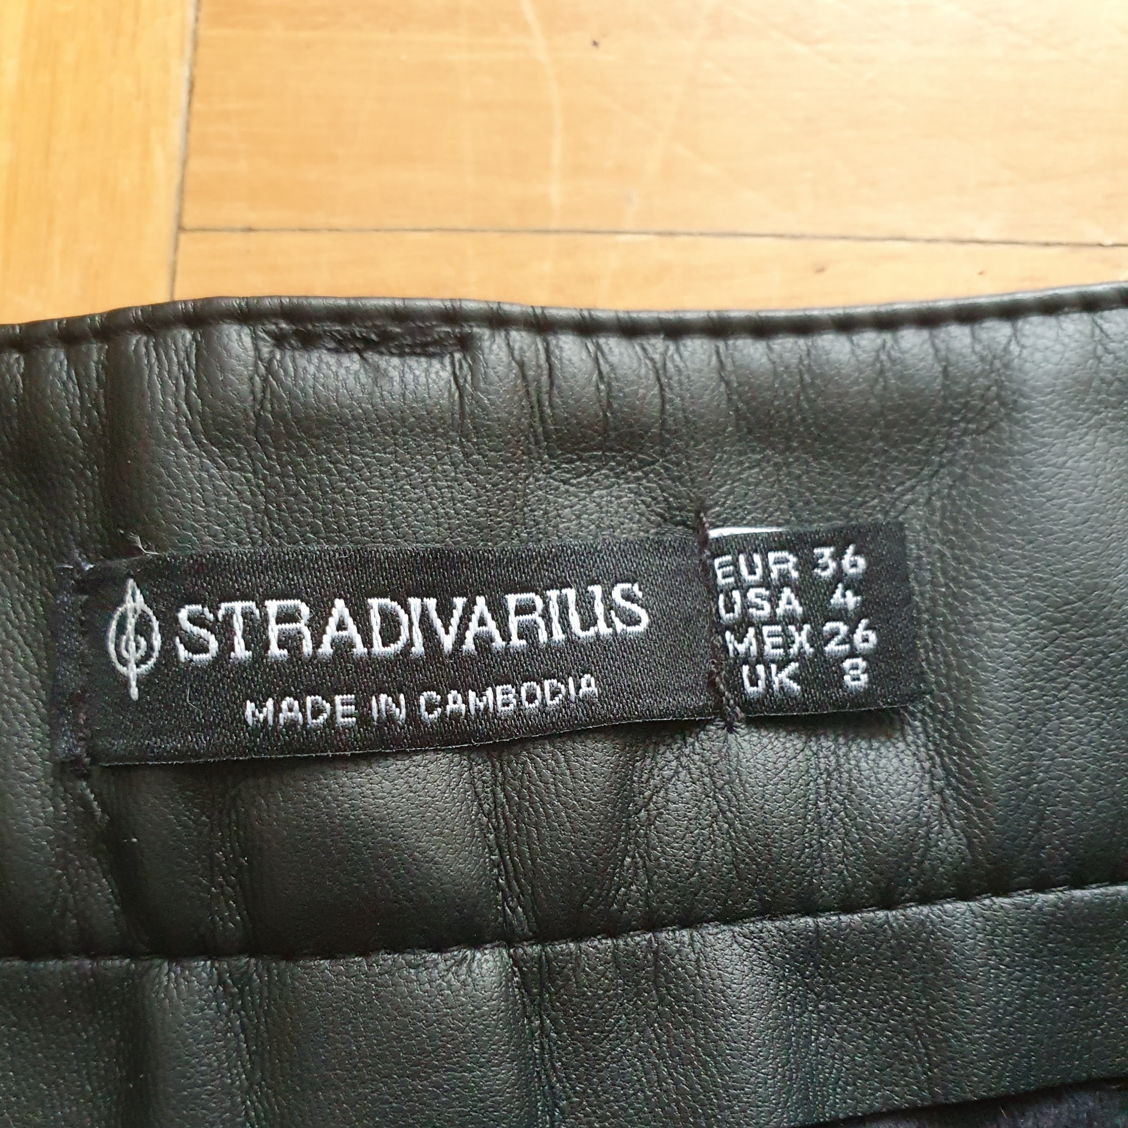 STRADIVARIUS
MADE IN CAMBODIA
EUR 36
USA 4
MEX 26
UK 8